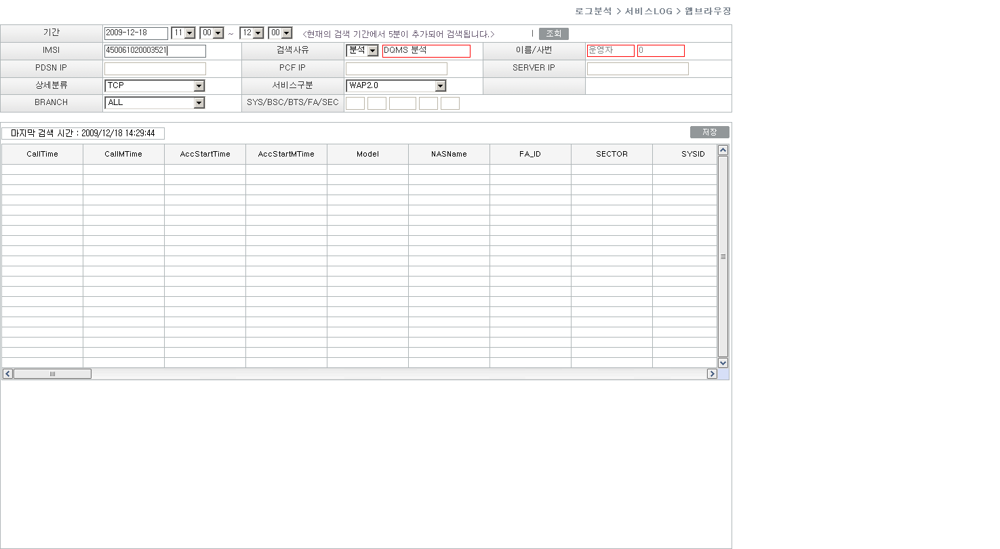 로그분석 > 서비스LOG > 웹브라우징
기간 2009-12-18 11 00 ~ 12 00 <현재의 검색 기간에서 5분이 추가되어 검색됩니다.> | 조회
IMSI 450061020003521 검색사유 분석 DQMS 분석 이름/사번 운영자 0
PDSN IP PCF IP SERVER IP
상세분류 TCP 서비스구분 WAP2.0
BRANCH ALL SYS/BSC/BTS/FA/SEC
마지막 검색 시간 : 2009/12/18 14:29:44 저장
CallTime CallMTime AccStartTime AccStartMTime Model NASName FA_ID SECTOR SYSID